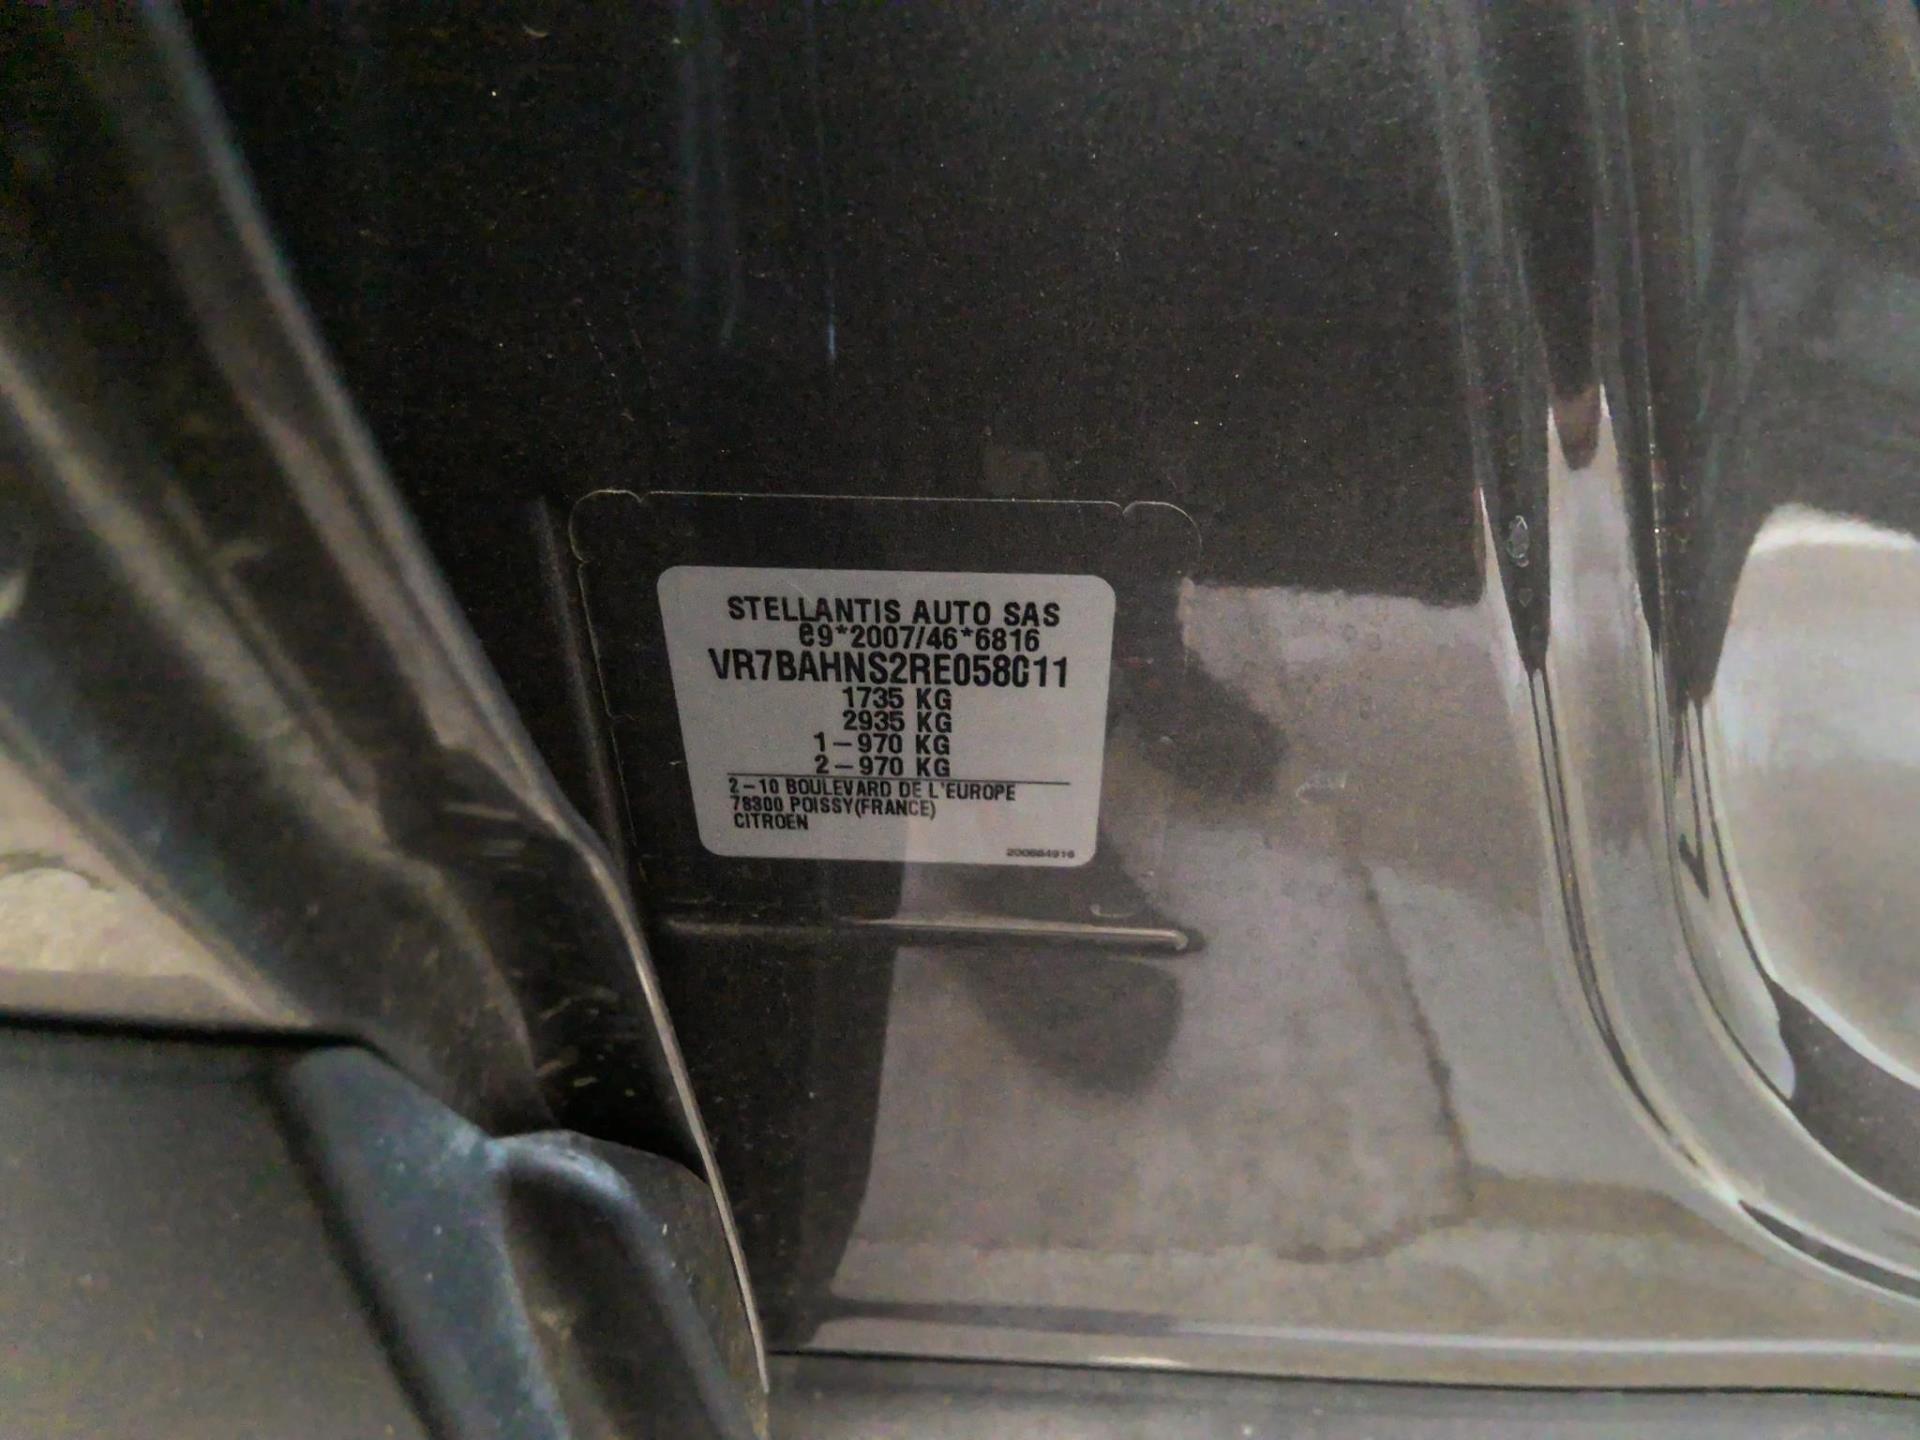 STELLANTIS AUTO SAS
e9*2007/46*6816
VR7BAHNS2RE058011
1735 KG
2935 KG
1-970 KG
2-970 KG
2-10 BOULEVARD DE L'EUROPE
78300 POISSY(FRANCE)
CITROEN